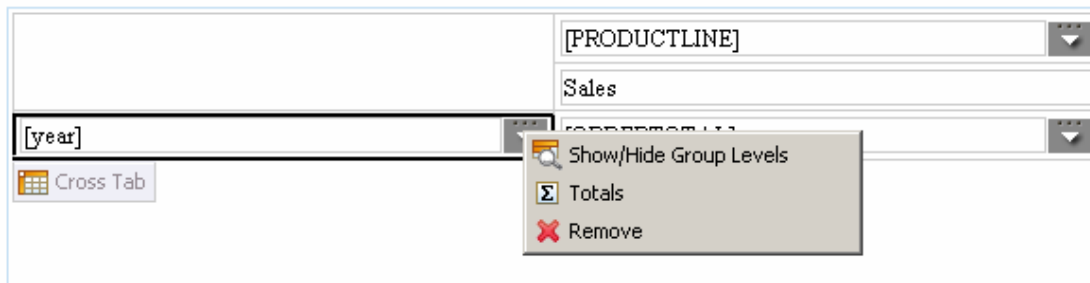 [PRODUCTLINE]
Sales
[year]
Show/Hide Group Levels
Cross Tab
Totals
Remove